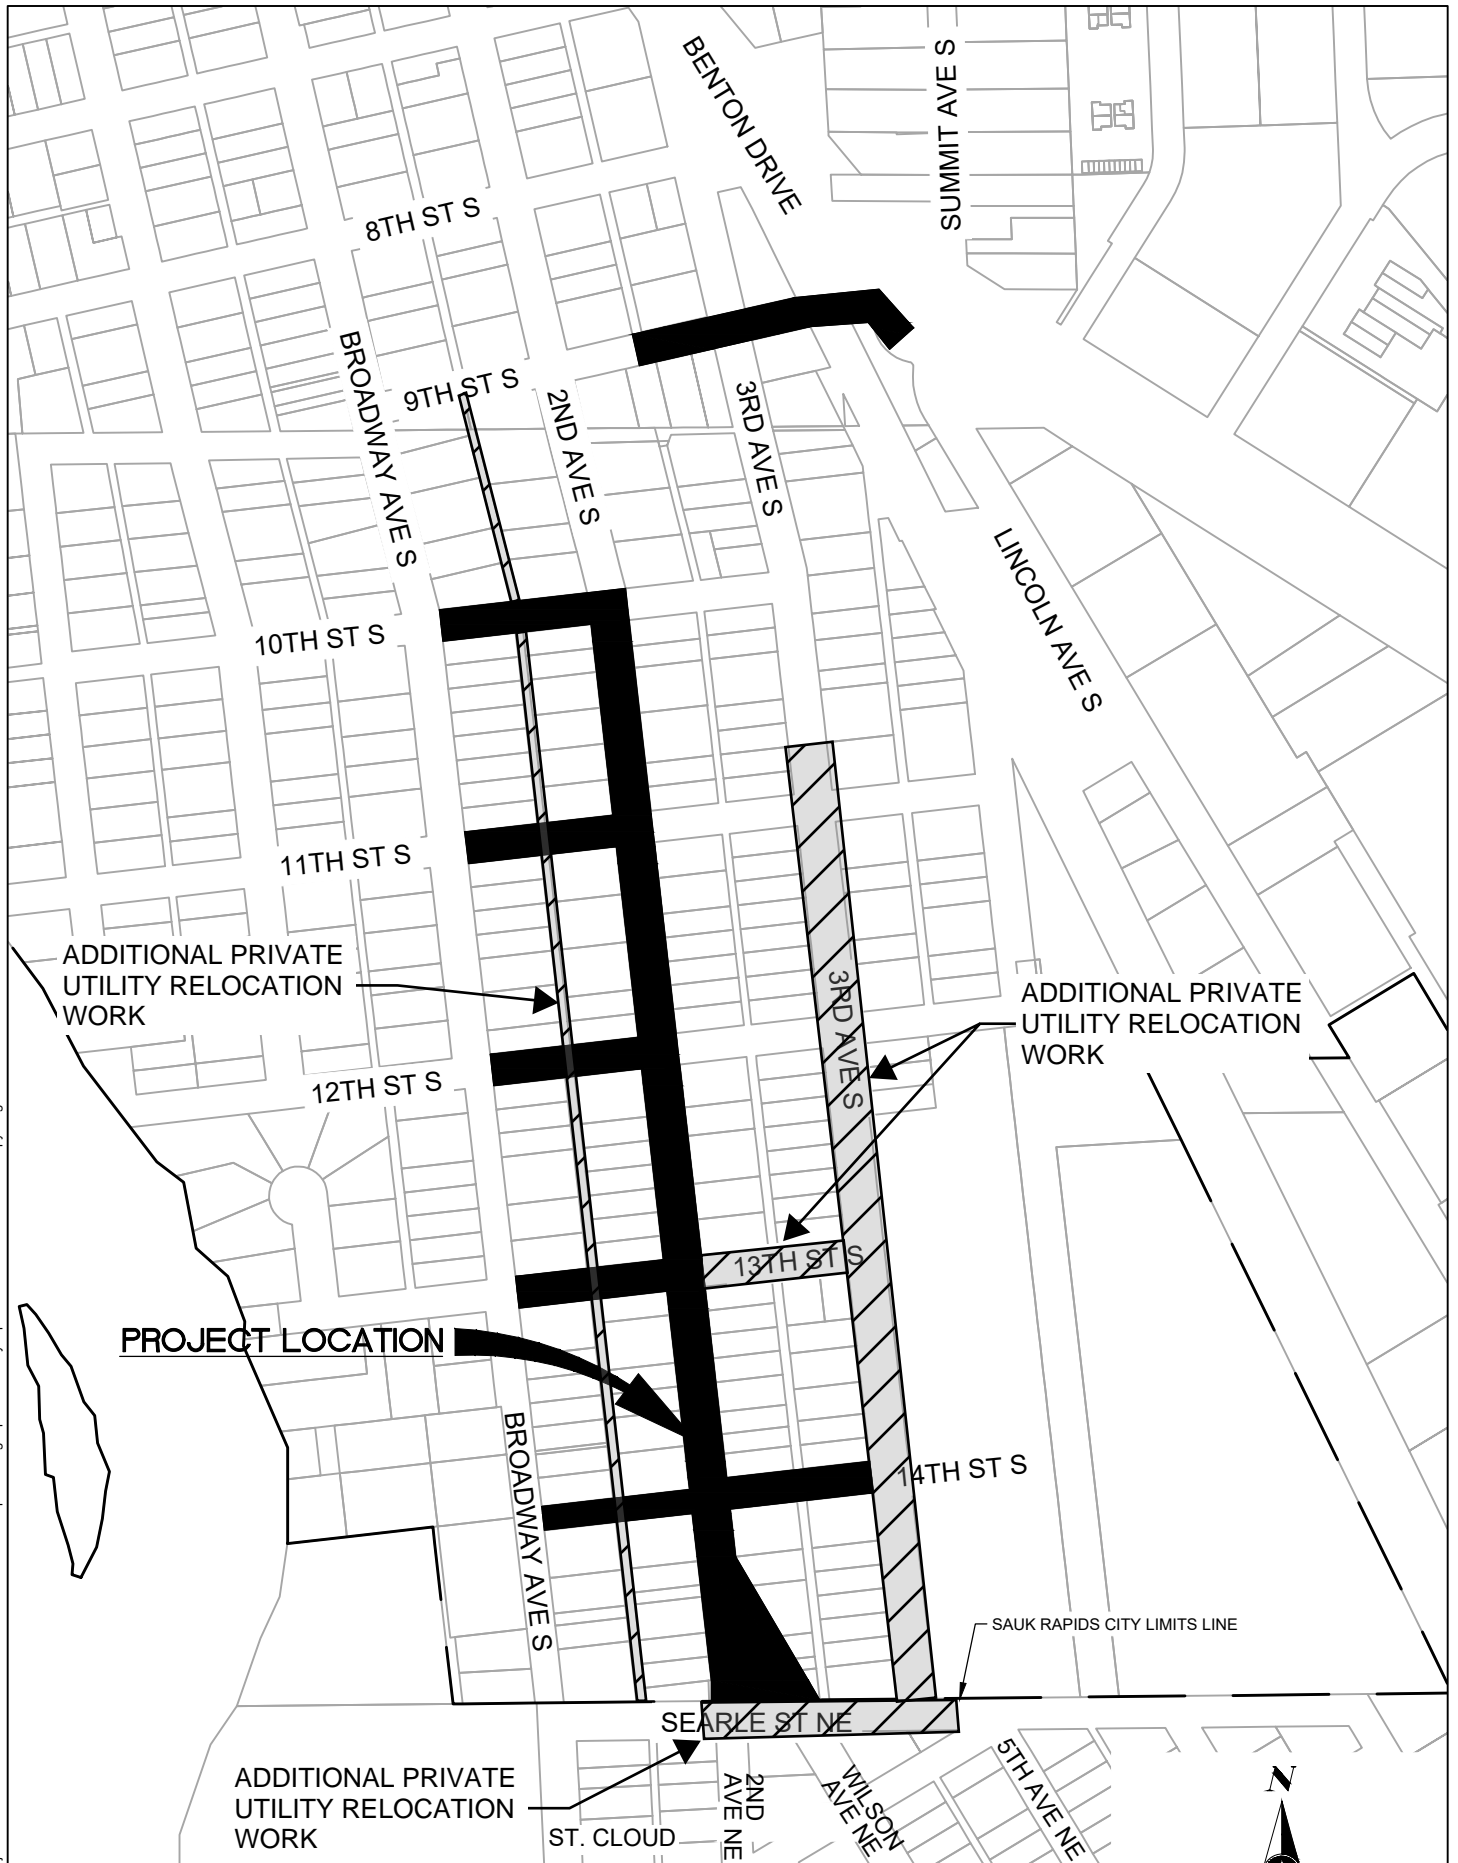 BENTON DRIVE
SUMMIT AVE S
8TH ST S
BROADWAY AVE S
9TH ST S
2ND AVE S
3RD AVE S
LINCOLN AVE S
10TH ST S
11TH ST S
ADDITIONAL PRIVATE
UTILITY RELOCATION
WORK
3RD AVE S
ADDITIONAL PRIVATE
UTILITY RELOCATION
WORK
12TH ST S
13TH ST S
PROJECT LOCATION
BROADWAY AVE S
14TH ST S
SAUK RAPIDS CITY LIMITS LINE
SEARLE ST NE
ADDITIONAL PRIVATE
UTILITY RELOCATION
WORK
ST. CLOUD
2ND
AVE NE
WILSON
AVE NE
5TH AVE NE
N